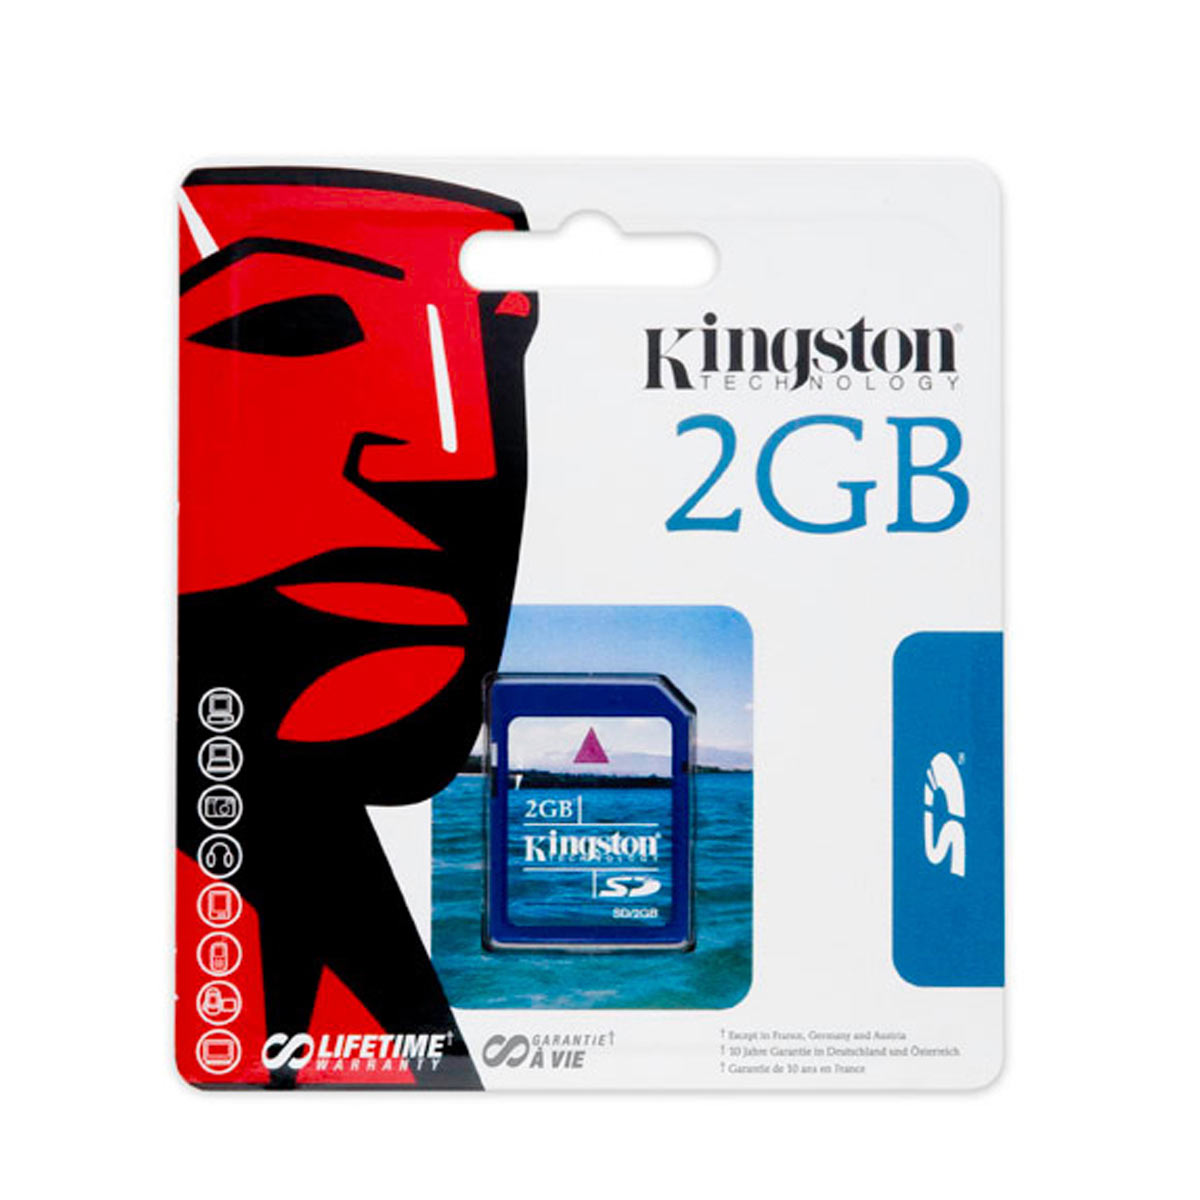 Kingston®
TECHNOLOGY
2GB
2GB
Kingston®
TECHNOLOGY
SD
SD/2GB
SD™
LIFETIME†
WARRANTY
GARANTIE†
À VIE
† Except in France, Germany and Austria
† 10 Jahre Garantie in Deutschland und Österreich
† Garantie de 10 ans en France